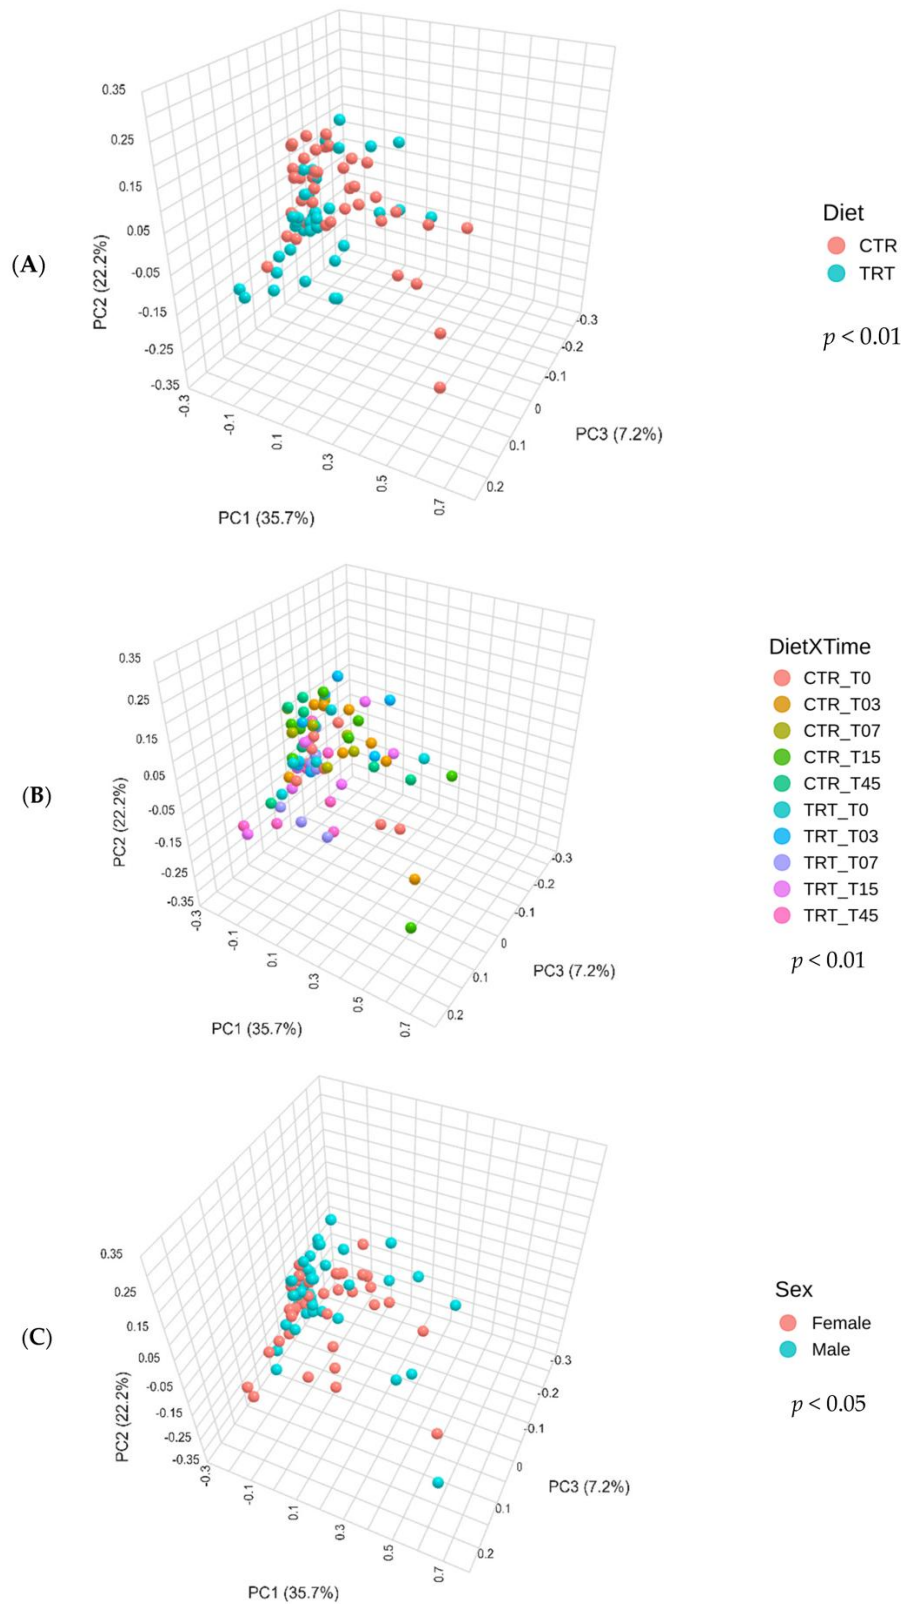 (A)
0.35
0.25
0.15
0.05
-0.05
-0.15
-0.25
-0.35
PC2 (22.2%)
-0.3
-0.1
0.1
0.3
0.5
0.7
PC1 (35.7%)
-0.3
-0.2
-0.1
0
0.1
0.2
PC3 (7.2%)
Diet
CTR
TRT
p < 0.01
(B)
0.35
0.25
0.15
0.05
-0.05
-0.15
-0.25
-0.35
PC2 (22.2%)
-0.3
-0.1
0.1
0.3
0.5
0.7
PC1 (35.7%)
-0.3
-0.2
-0.1
0
0.1
0.2
PC3 (7.2%)
DietXTime
CTR_T0
CTR_T03
CTR_T07
CTR_T15
CTR_T45
TRT_T0
TRT_T03
TRT_T07
TRT_T15
TRT_T45
p < 0.01
(C)
0.35
0.25
0.15
0.05
-0.05
-0.15
-0.25
-0.35
PC2 (22.2%)
-0.3
-0.1
0.1
0.3
0.5
0.7
PC1 (35.7%)
-0.3
-0.2
-0.1
0
0.1
0.2
PC3 (7.2%)
Sex
Female
Male
p < 0.05